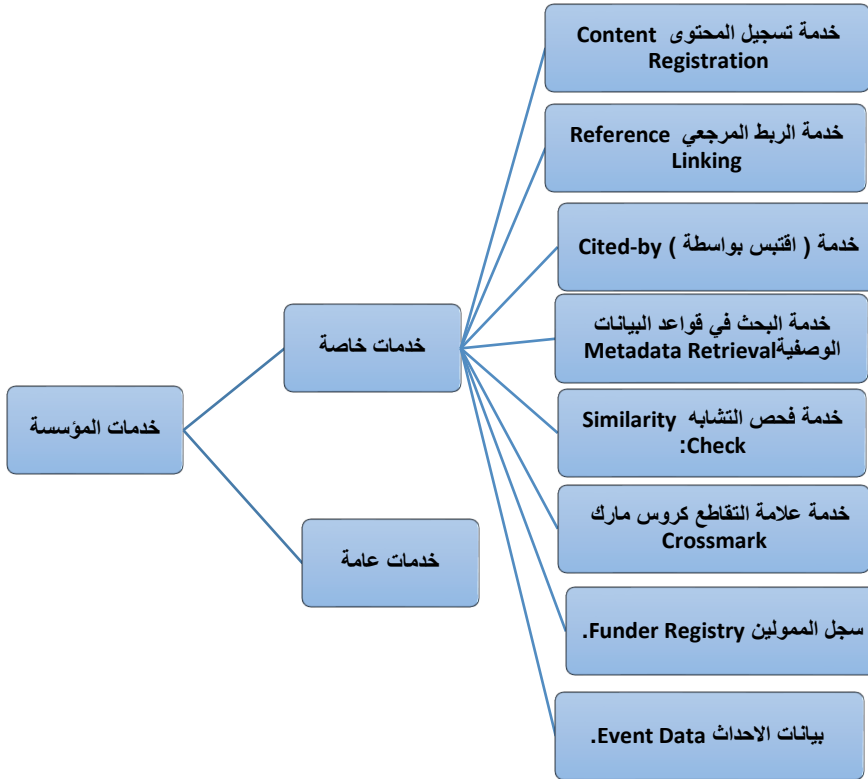 خدمة تسجيل المحتوى Content
Registration
خدمة الربط المرجعي Reference
Linking
خدمة ( اقتبس بواسطة ) Cited-by
خدمة البحث في قواعد البيانات
الوصفيةMetadata Retrieval
خدمة فحص التشابه Similarity
Check:
خدمة علامة التقاطع كروس مارك
Crossmark
سجل الممولين Funder Registry.
بيانات الاحداث Event Data.
خدمات خاصة
خدمات عامة
خدمات المؤسسة